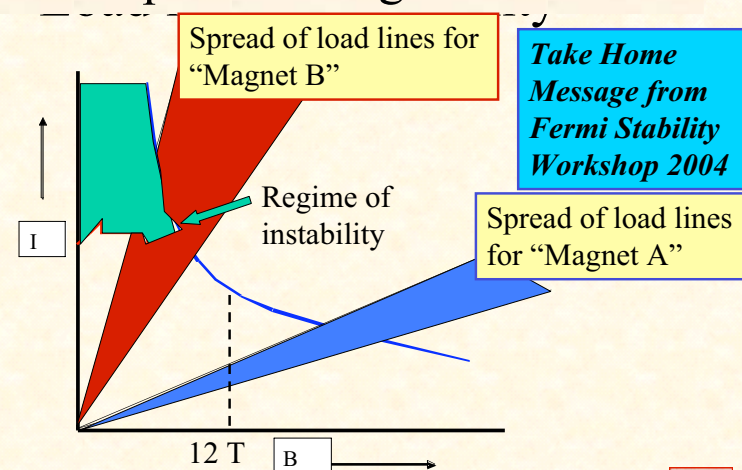 Spread of load lines for
“Magnet B”
Take Home
Message from
Fermi Stability
Workshop 2004
Regime of
instability
Spread of load lines
for “Magnet A”
I
12 T
B